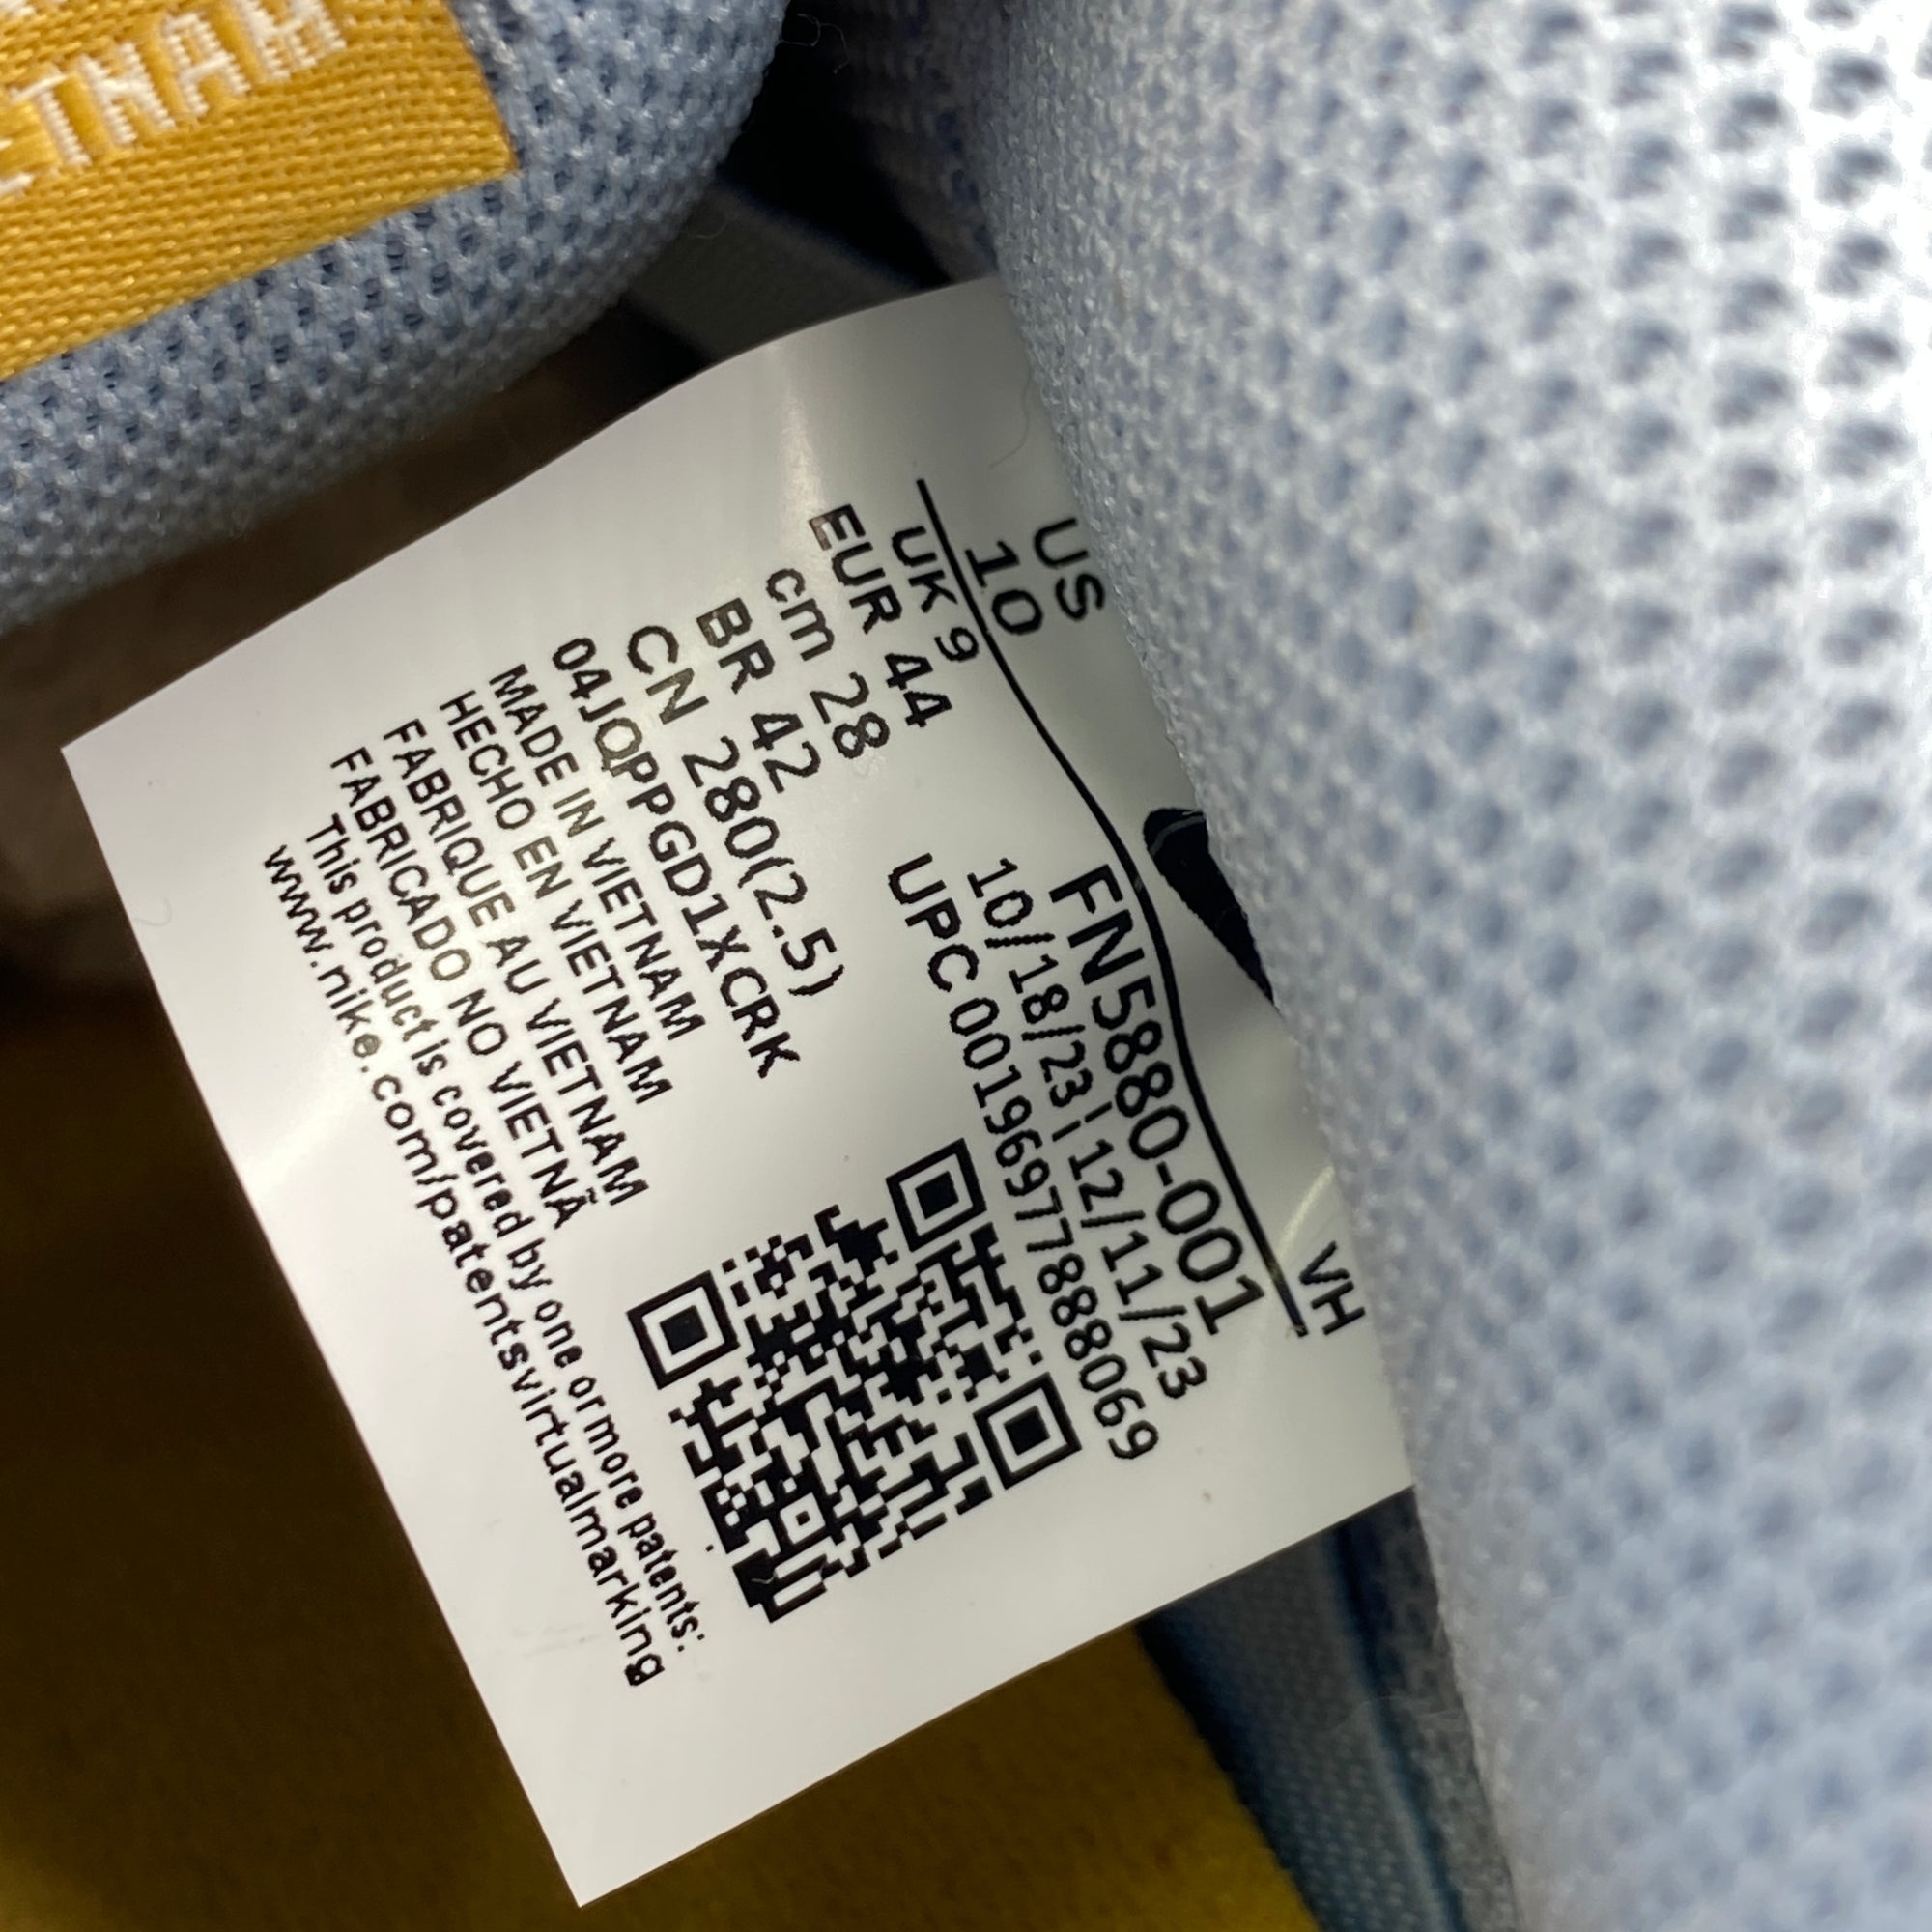 US
10
VH
UK 9
EUR 44
cm 28
BR 42
CN 280(2.5)
04JQPPGD1XCRK
FN5880-001
10/18/23 | 12/11/23
UPC 00196977888069
MADE IN VIETNAM
HECHO EN VIETNAM
FABRIQUE AU VIETNAM
FABRICADO NO VIETNÃ
This product is covered by one or more patents:
www.nike.com/patentsvirtualmarking